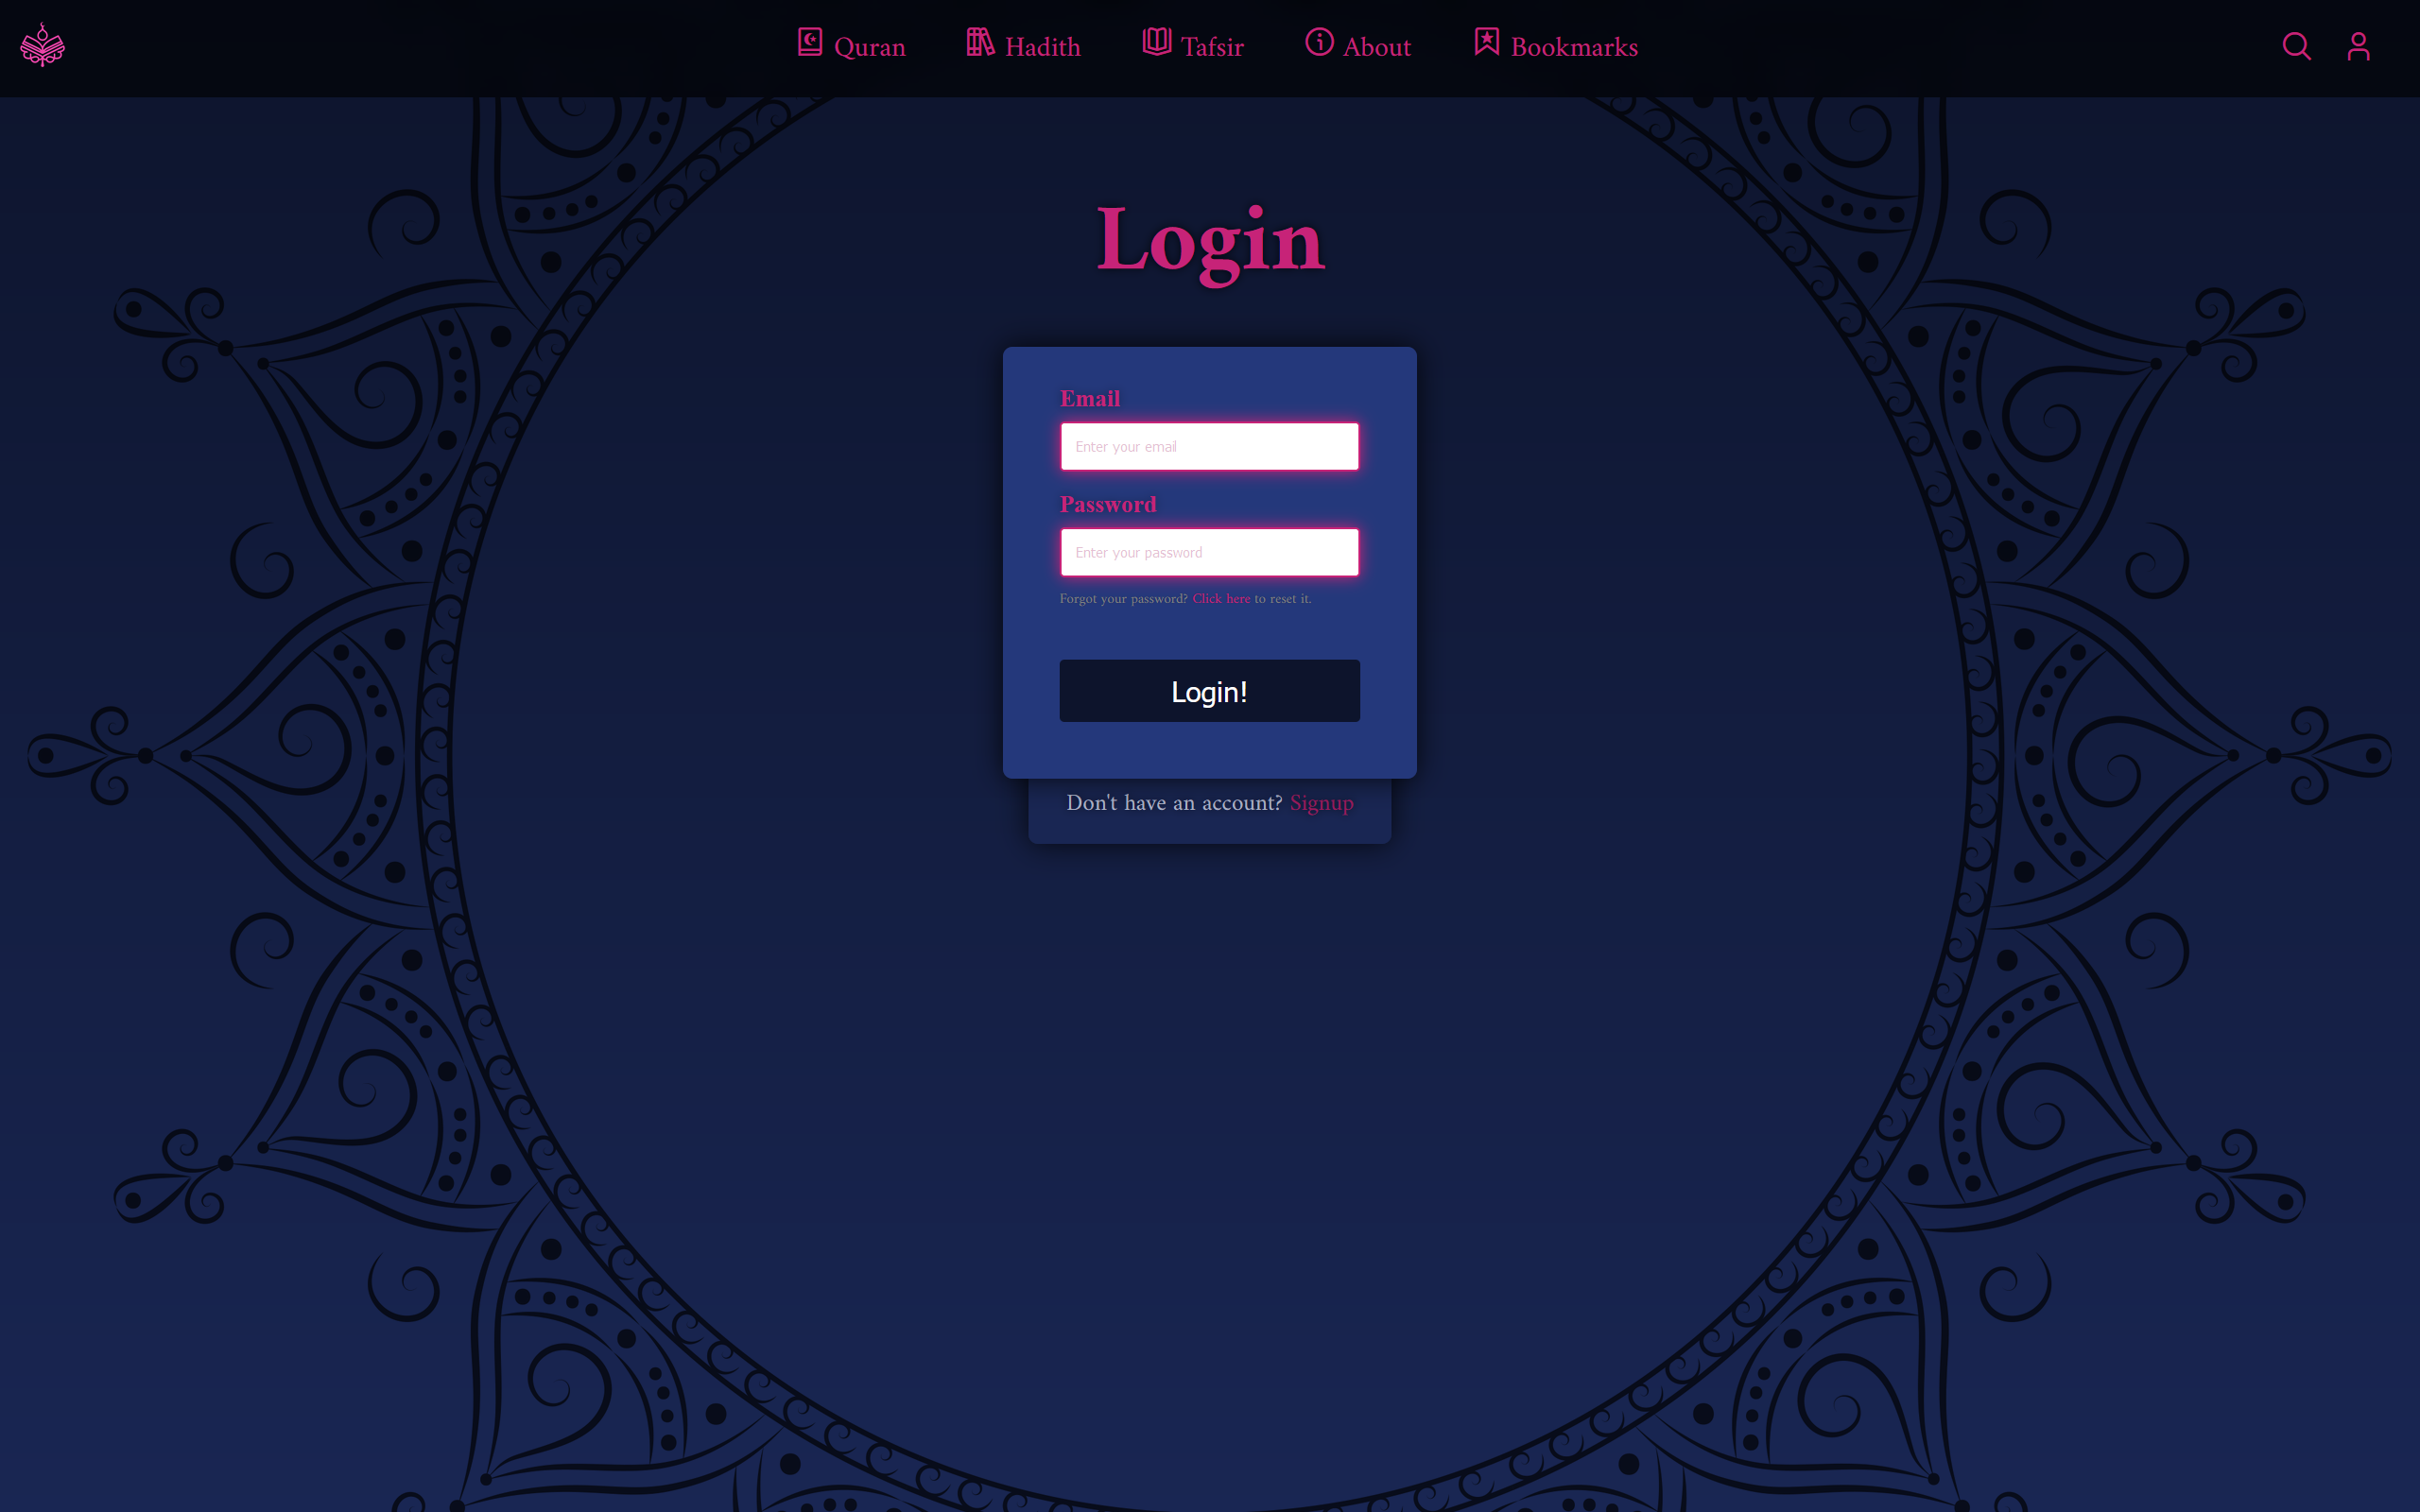 Quran Hadith Tafsir About Bookmarks
Login
Email
Enter your email
Password
Enter your password
Forgot your password? Click here to reset it.
Login!
Don't have an account? Signup